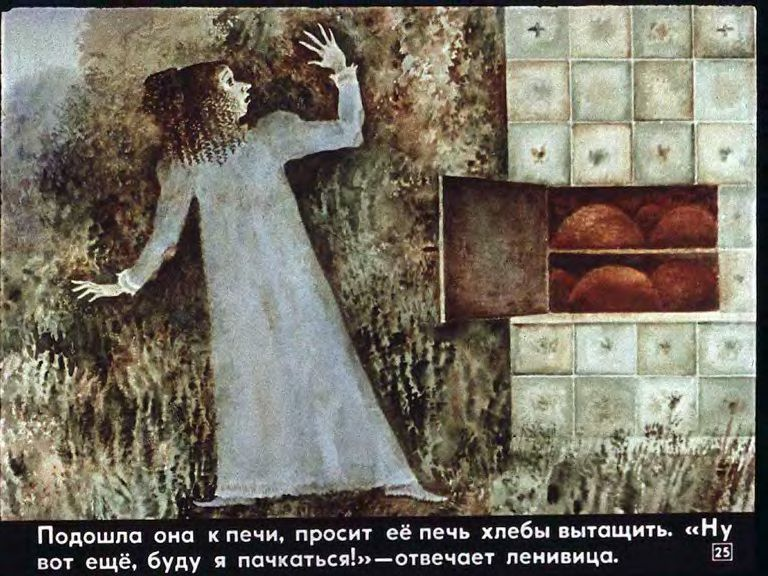 Подошла она к печи, просит её печь хлебы вытащить. «Ну
вот ещё, буду я пачкаться!»—отвечает ленивица.
25